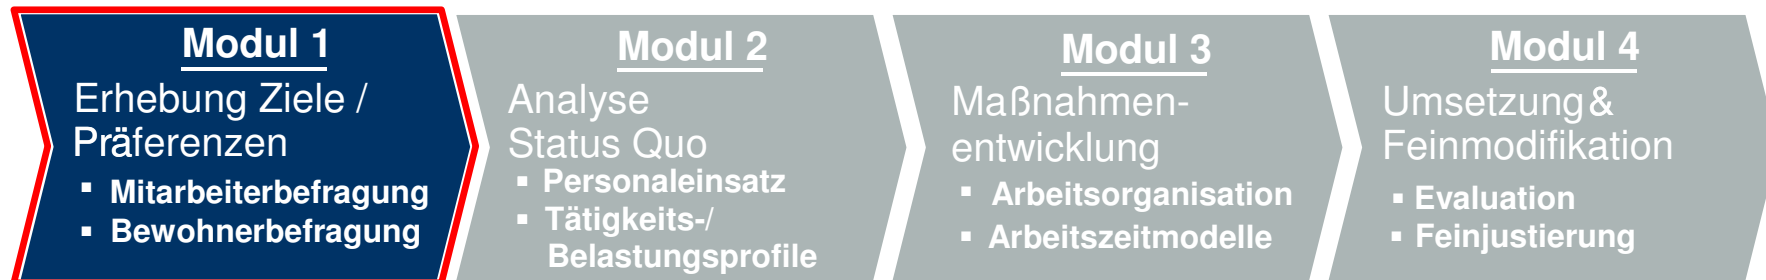 Modul 1
Erhebung Ziele /
Präferenzen
▪ Mitarbeiterbefragung
▪ Bewohnerbefragung
Modul 2
Analyse
Status Quo
▪ Personaleinsatz
▪ Tätigkeits-/
Belastungsprofile
Modul 3
Maßnahmen-
entwicklung
▪ Arbeitsorganisation
▪ Arbeitszeitmodelle
Modul 4
Umsetzung&
Feinmodifikation
▪ Evaluation
▪ Feinjustierung